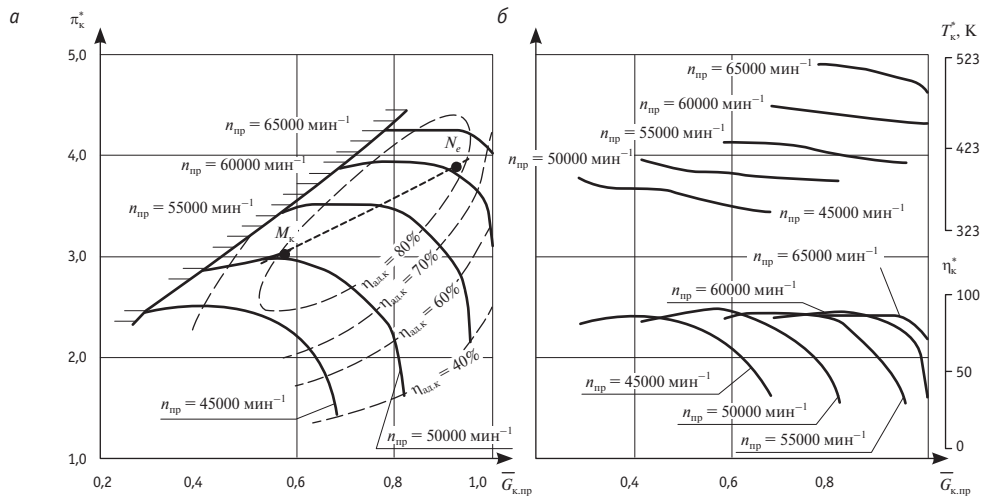 а
π*к
5,0
4,0
3,0
2,0
1,0
nпр = 65000 мин−1
nпр = 60000 мин−1
nпр = 55000 мин−1
Nе
Mк
ηад.к = 80%
ηад.к = 70%
ηад.к = 60%
ηад.к = 40%
nпр = 45000 мин−1
nпр = 50000 мин−1
0,2
0,6
0,8
1,0
Gк.пр
б
T*к, К
523
423
323
nпр = 65000 мин−1
nпр = 60000 мин−1
nпр = 55000 мин−1
nпр = 50000 мин−1
nпр = 45000 мин−1
nпр = 65000 мин−1
η*к
nпр = 60000 мин−1
100
50
0
nпр = 45000 мин−1
nпр = 50000 мин−1
nпр = 55000 мин−1
0,4
0,6
0,8
Gк.пр